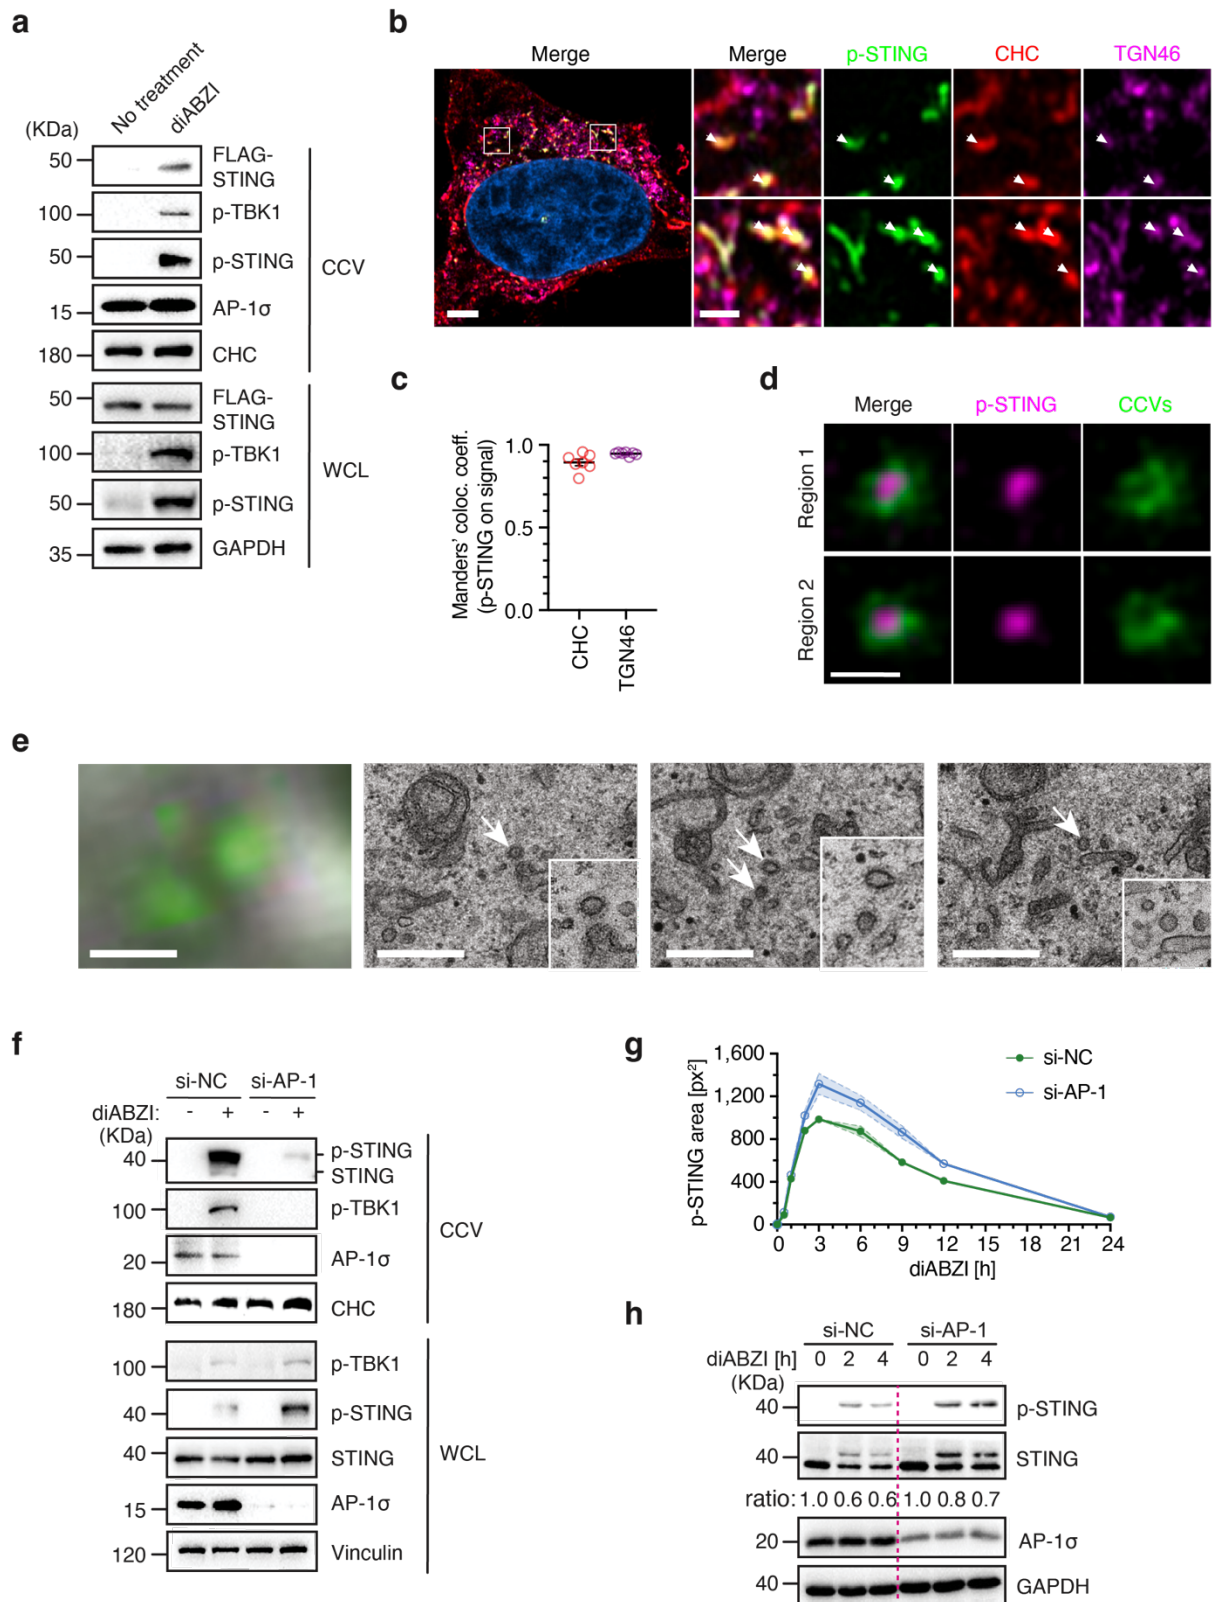 a
No treatment
diABZI
(KDa)
50
FLAG-
STING
100
p-TBK1
50
p-STING
15
AP-1σ
180
CHC
CCV
50
FLAG-
STING
100
p-TBK1
50
p-STING
35
GAPDH
WCL
b
Merge
Merge
p-STING
CHC
TGN46
c
Manders' coloc. coeff.
(p-STING on signal)
1.0
0.5
0.0
CHC
TGN46
d
Merge
p-STING
CCVs
Region 1
Region 2
e
f
si-NC
si-AP-1
diABZI: - + - +
(KDa)
40
p-STING
STING
100
p-TBK1
20
AP-1σ
180
CHC
CCV
100
p-TBK1
40
p-STING
40
STING
15
AP-1σ
120
Vinculin
WCL
g
p-STING area [px²]
1,600
1,200
800
400
0
0 3 6 9 12 15 18 21 24
diABZI [h]
si-NC
si-AP-1
h
si-NC
si-AP-1
diABZI [h] 0 2 4 0 2 4
(KDa)
40
p-STING
40
STING
ratio: 1.0 0.6 0.6 1.0 0.8 0.7
20
AP-1σ
40
GAPDH